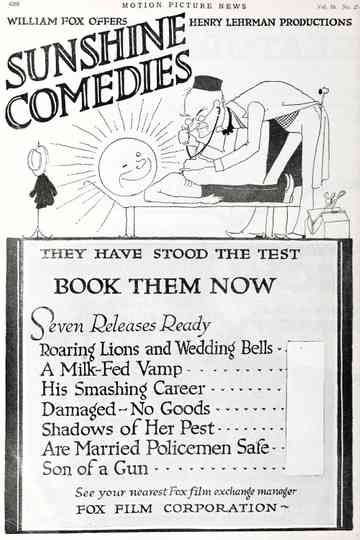 MOTION PICTURE NEWS
WILLIAM FOX OFFERS
HENRY LEHRMAN PRODUCTIONS
SUNSHINE
COMEDIES
THEY HAVE STOOD THE TEST
BOOK THEM NOW
Seven Releases Ready
Roaring Lions and Wedding Bells
A Milk-Fed Vamp
His Smashing Career
Damaged - No Goods
Shadows of Her Pest
Are Married Policemen Safe
Son of a Gun
See your nearest Fox film exchange manager
FOX FILM CORPORATION